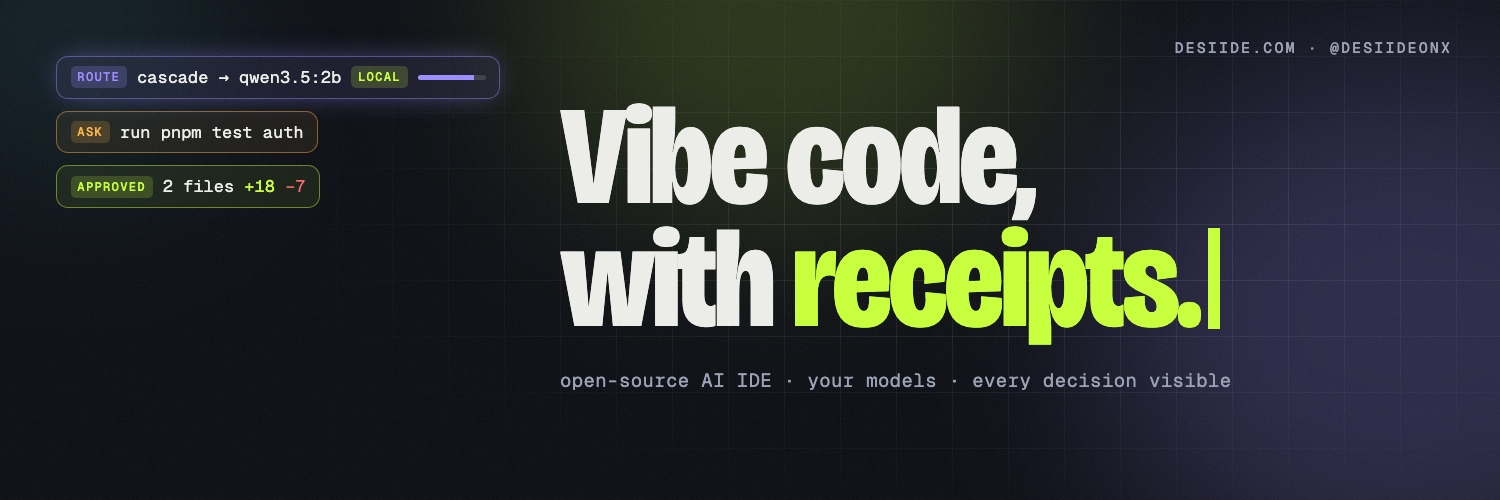 DESIIDE.COM · @DESIIDEONX
ROUTE cascade → qwen3.5:2b LOCAL
ASK run pnpm test auth
APPROVED 2 files +18 −7
Vibe code,
with receipts.
open-source AI IDE · your models · every decision visible